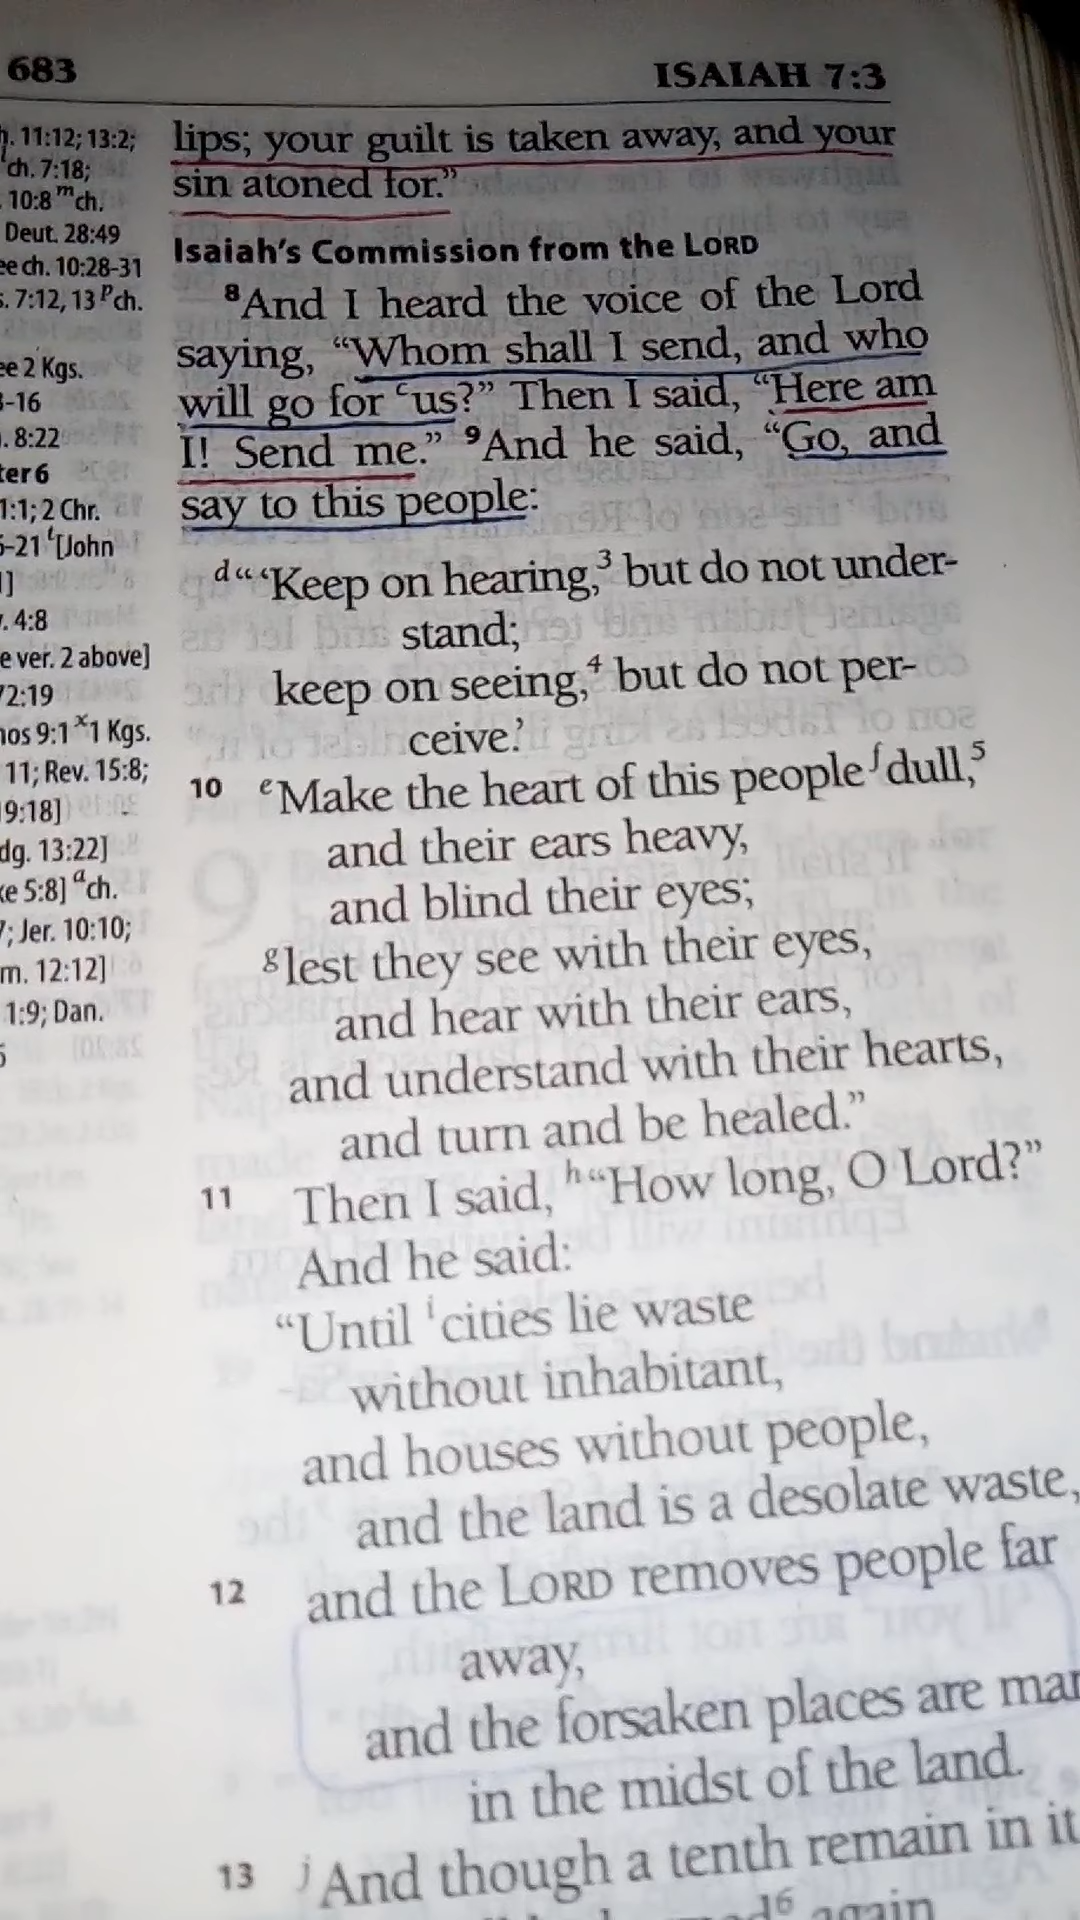 683
ISAIAH 7:3
11:12; 13:2;
ch. 7:18;
10:8 ᵐch.
Deut. 28:49
ch. 10:28-31
7:12, 13 ᵖch.
2 Kgs.
-16
8:22
ter 6
1:1; 2 Chr.
-21 ᵗ[John
]
4:8
ver. 2 above]
72:19
9:1 ˣ1 Kgs.
11; Rev. 15:8;
9:18]
dg. 13:22]
5:8] ᵃch.
; Jer. 10:10;
m. 12:12]
1:9; Dan.
lips; your guilt is taken away, and your
sin atoned for.”
Isaiah’s Commission from the LORD
⁸And I heard the voice of the Lord
saying, “Whom shall I send, and who
will go for ᶜus?” Then I said, “Here am
I! Send me.” ⁹And he said, “Go, and
say to this people:
ᵈ“‘Keep on hearing,³ but do not under-
stand;
keep on seeing,⁴ but do not per-
ceive.’
10 ᵉMake the heart of this people ᶠdull,⁵
and their ears heavy,
and blind their eyes;
ᵍlest they see with their eyes,
and hear with their ears,
and understand with their hearts,
and turn and be healed.”
11 Then I said, ʰ“How long, O Lord?”
And he said:
“Until ⁱcities lie waste
without inhabitant,
and houses without people,
and the land is a desolate waste,
12 and the LORD removes people far
away,
and the forsaken places are
in the midst of the land.
13 ʲAnd though a tenth remain in it
again